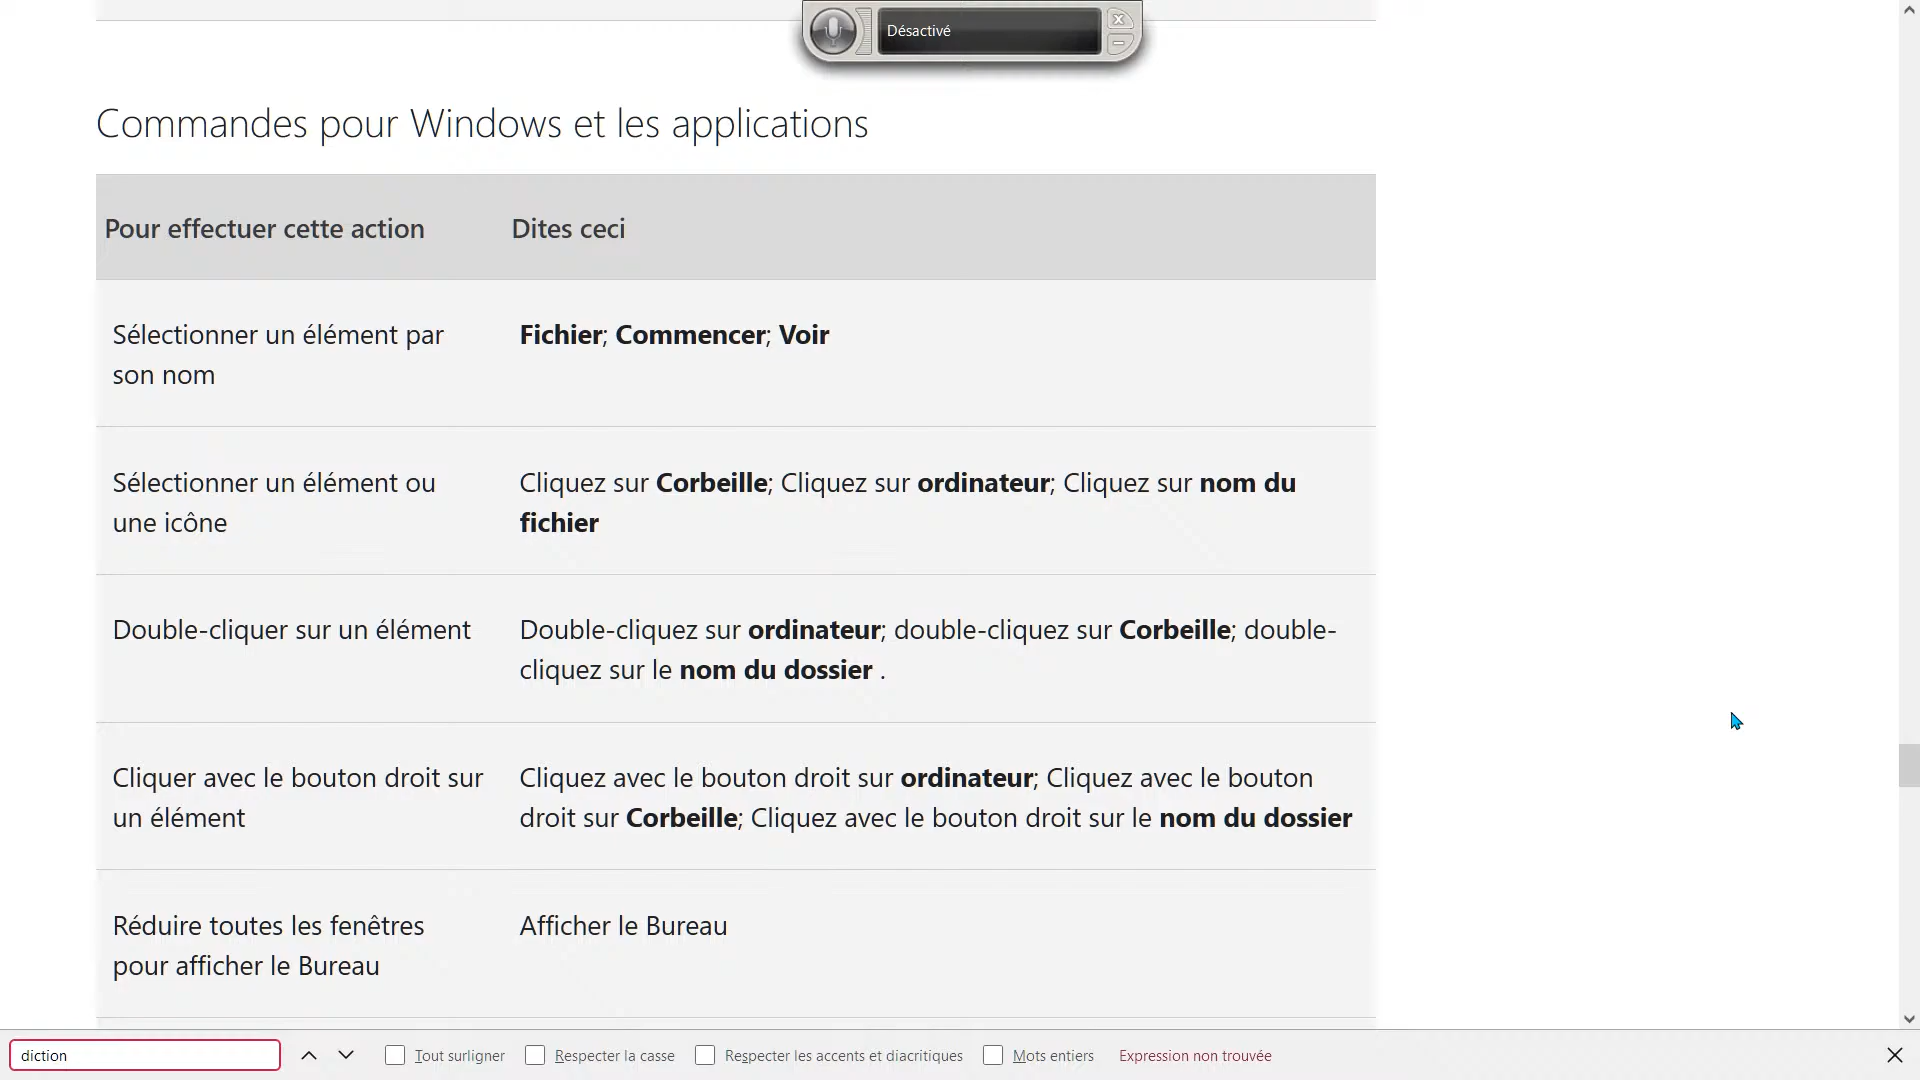 Désactivé
Commandes pour Windows et les applications
Pour effectuer cette action
Dites ceci
Sélectionner un élément par
son nom
Fichier; Commencer; Voir
Sélectionner un élément ou
une icône
Cliquez sur Corbeille; Cliquez sur ordinateur; Cliquez sur nom du
fichier
Double-cliquer sur un élément
Double-cliquez sur ordinateur; double-cliquez sur Corbeille; double-
cliquez sur le nom du dossier .
Cliquer avec le bouton droit sur
un élément
Cliquez avec le bouton droit sur ordinateur; Cliquez avec le bouton
droit sur Corbeille; Cliquez avec le bouton droit sur le nom du dossier
Réduire toutes les fenêtres
pour afficher le Bureau
Afficher le Bureau
diction
Tout surligner
Respecter la casse
Respecter les accents et diacritiques
Mots entiers
Expression non trouvée